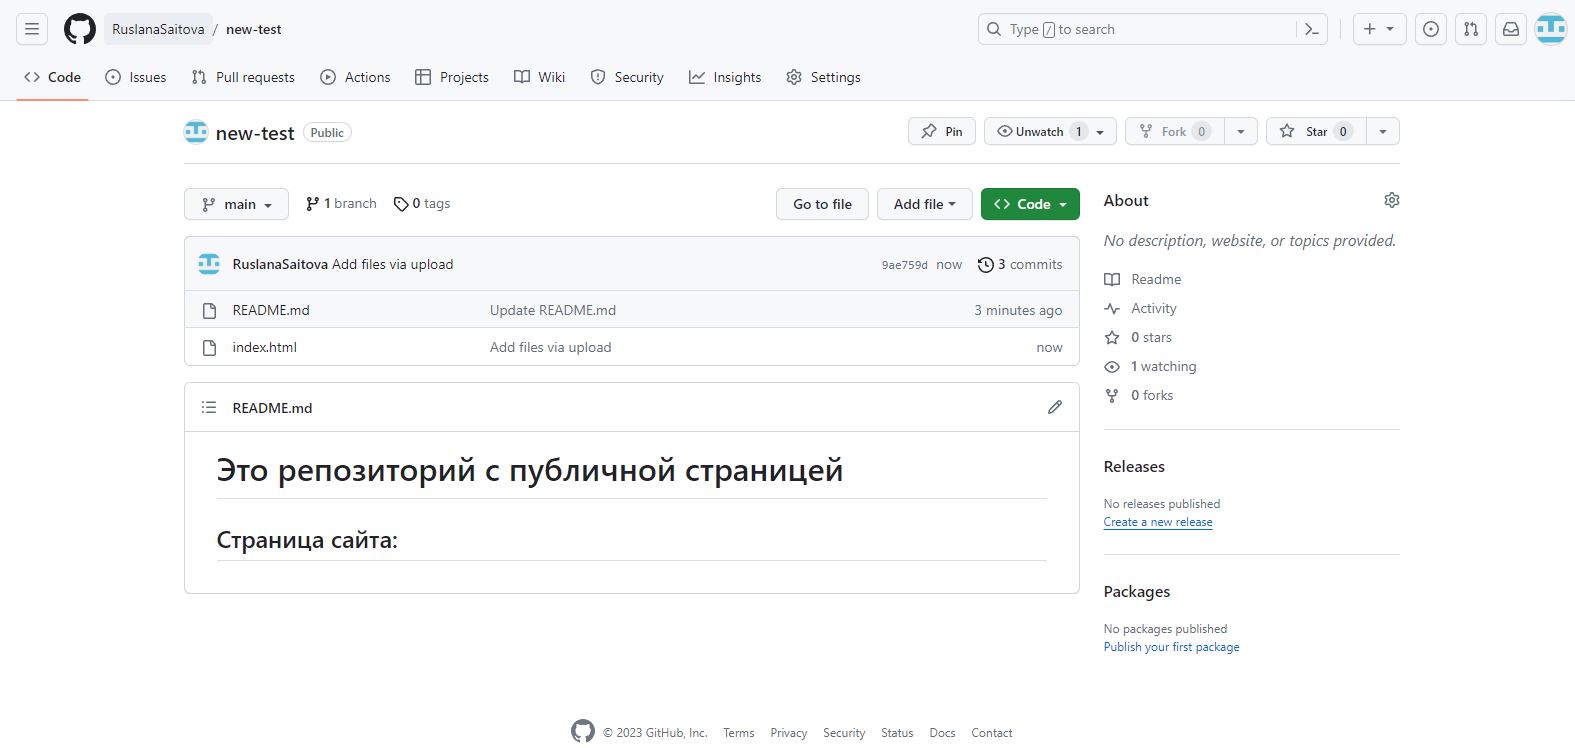 RuslanaSaitova / new-test
Type / to search
Code Issues Pull requests Actions Projects Wiki Security Insights Settings
new-test Public
Pin Unwatch 1 Fork 0 Star 0
main 1 branch 0 tags
Go to file Add file Code
RuslanaSaitova Add files via upload 9ae759d now 3 commits
README.md Update README.md 3 minutes ago
index.html Add files via upload now
README.md
Это репозиторий с публичной страницей
Страница сайта:
About
No description, website, or topics provided.
Readme
Activity
0 stars
1 watching
0 forks
Releases
No releases published
Create a new release
Packages
No packages published
Publish your first package
© 2023 GitHub, Inc. Terms Privacy Security Status Docs Contact